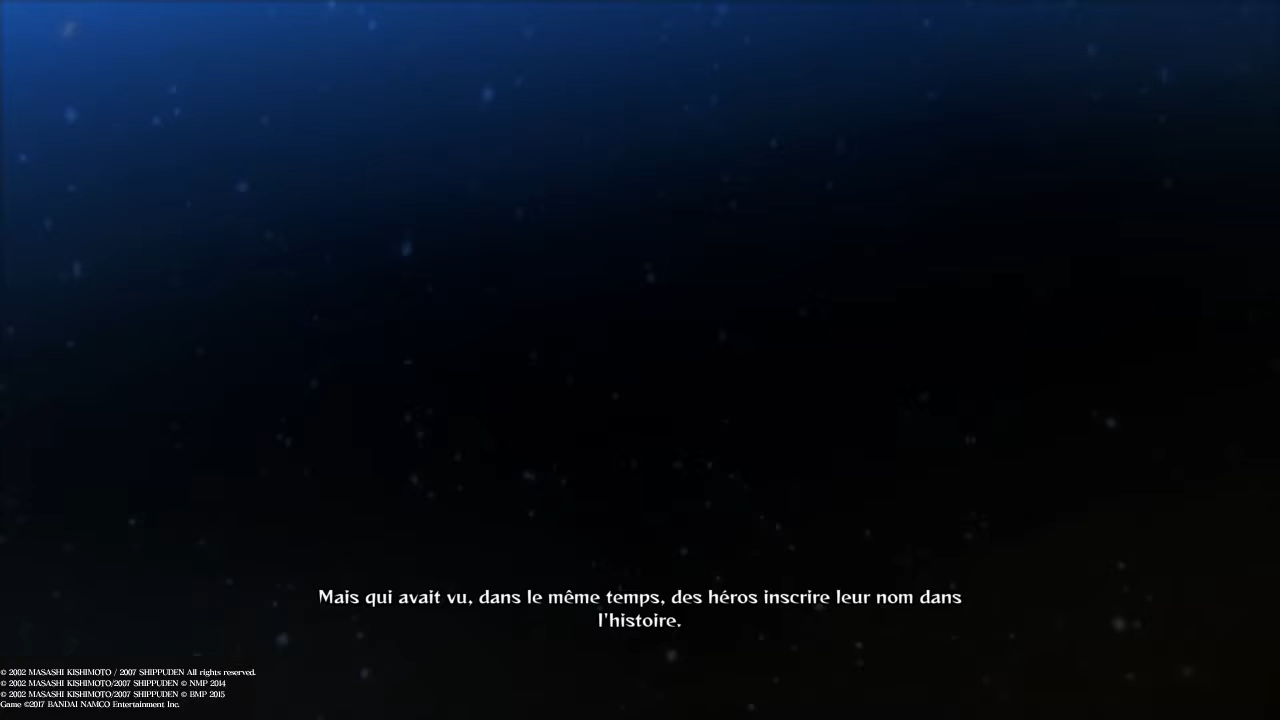 Mais qui avait vu, dans le même temps, des héros inscrire leur nom dans
l'histoire.
© 2002 MASASHI KISHIMOTO / 2007 SHIPPUDEN All rights reserved.
© 2002 MASASHI KISHIMOTO/2007 SHIPPUDEN © NMP 2014
© 2002 MASASHI KISHIMOTO/2007 SHIPPUDEN © BMP 2015
Game ©2017 BANDAI NAMCO Entertainment Inc.